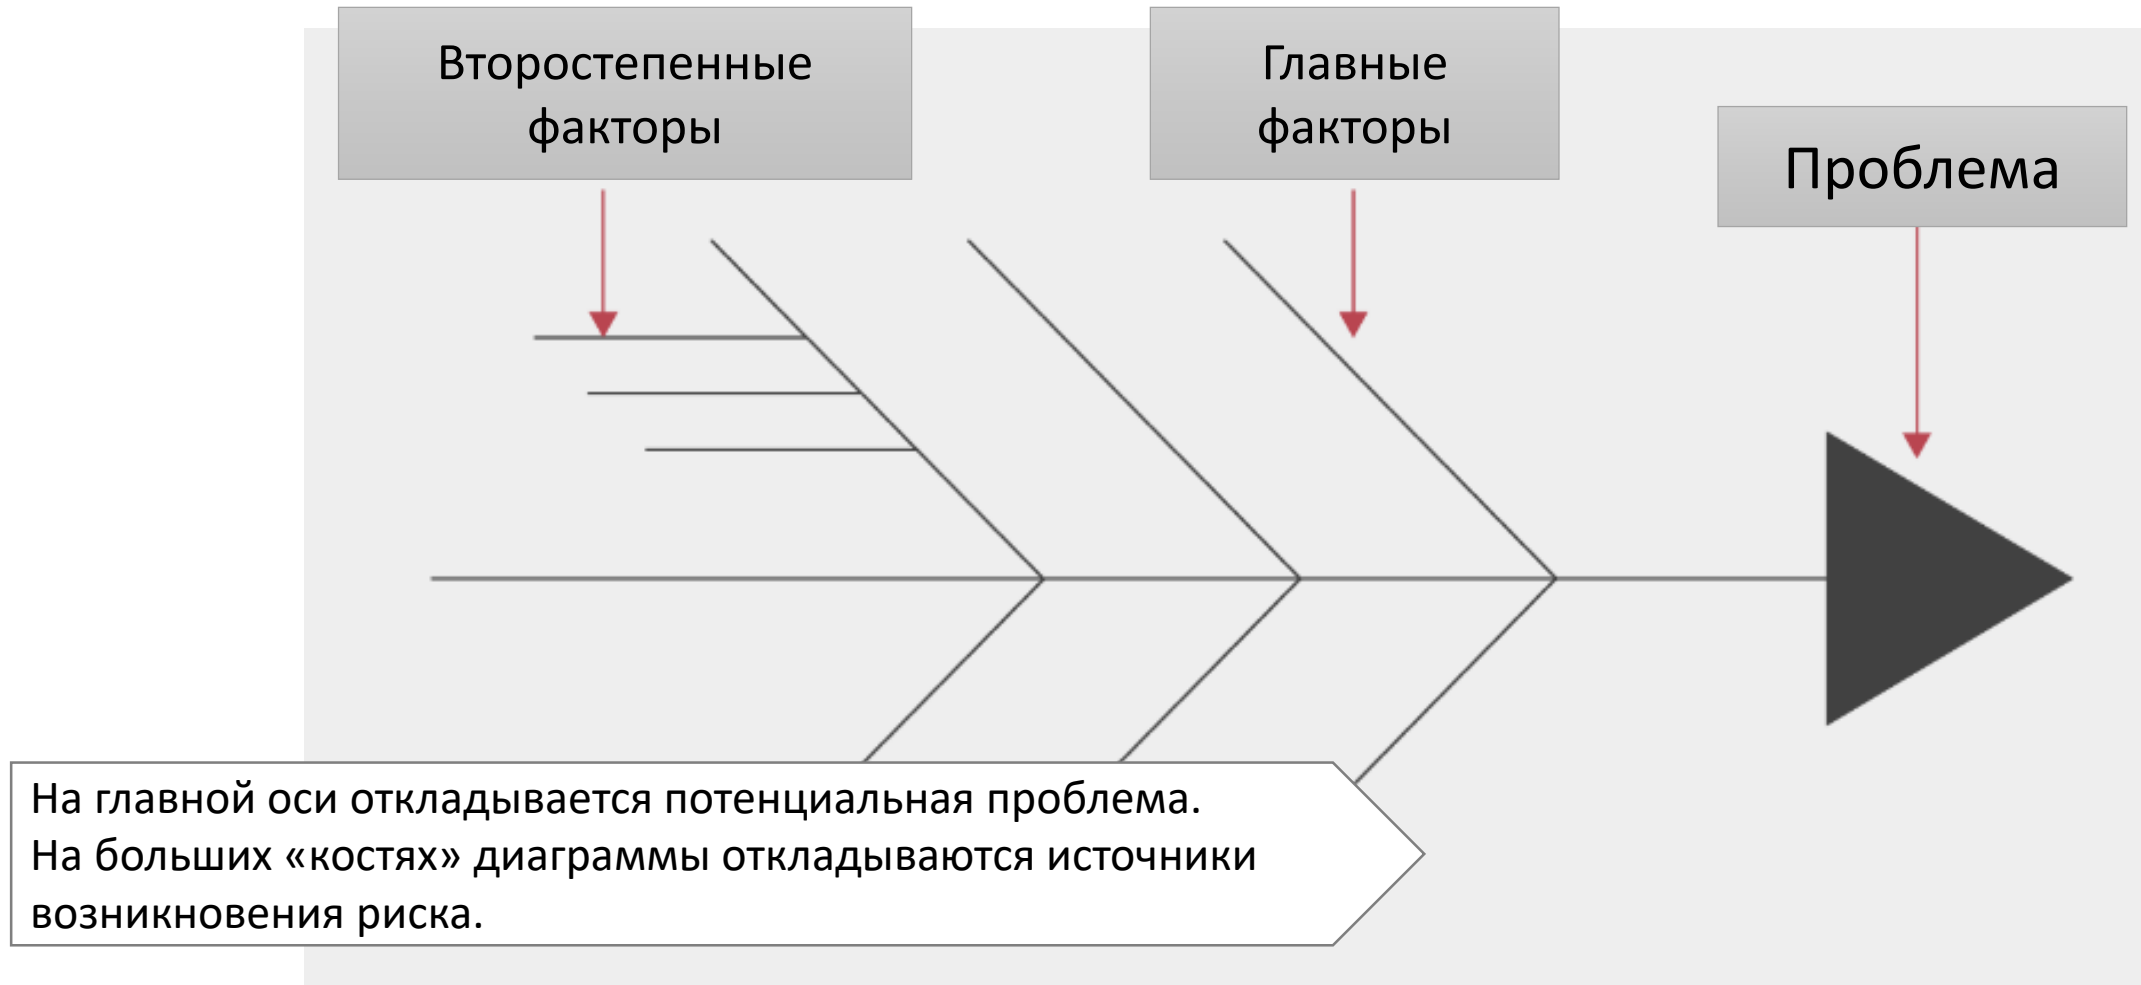 Второстепенные
факторы
Главные
факторы
Проблема
На главной оси откладывается потенциальная проблема.
На больших «костях» диаграммы откладываются источники
возникновения риска.